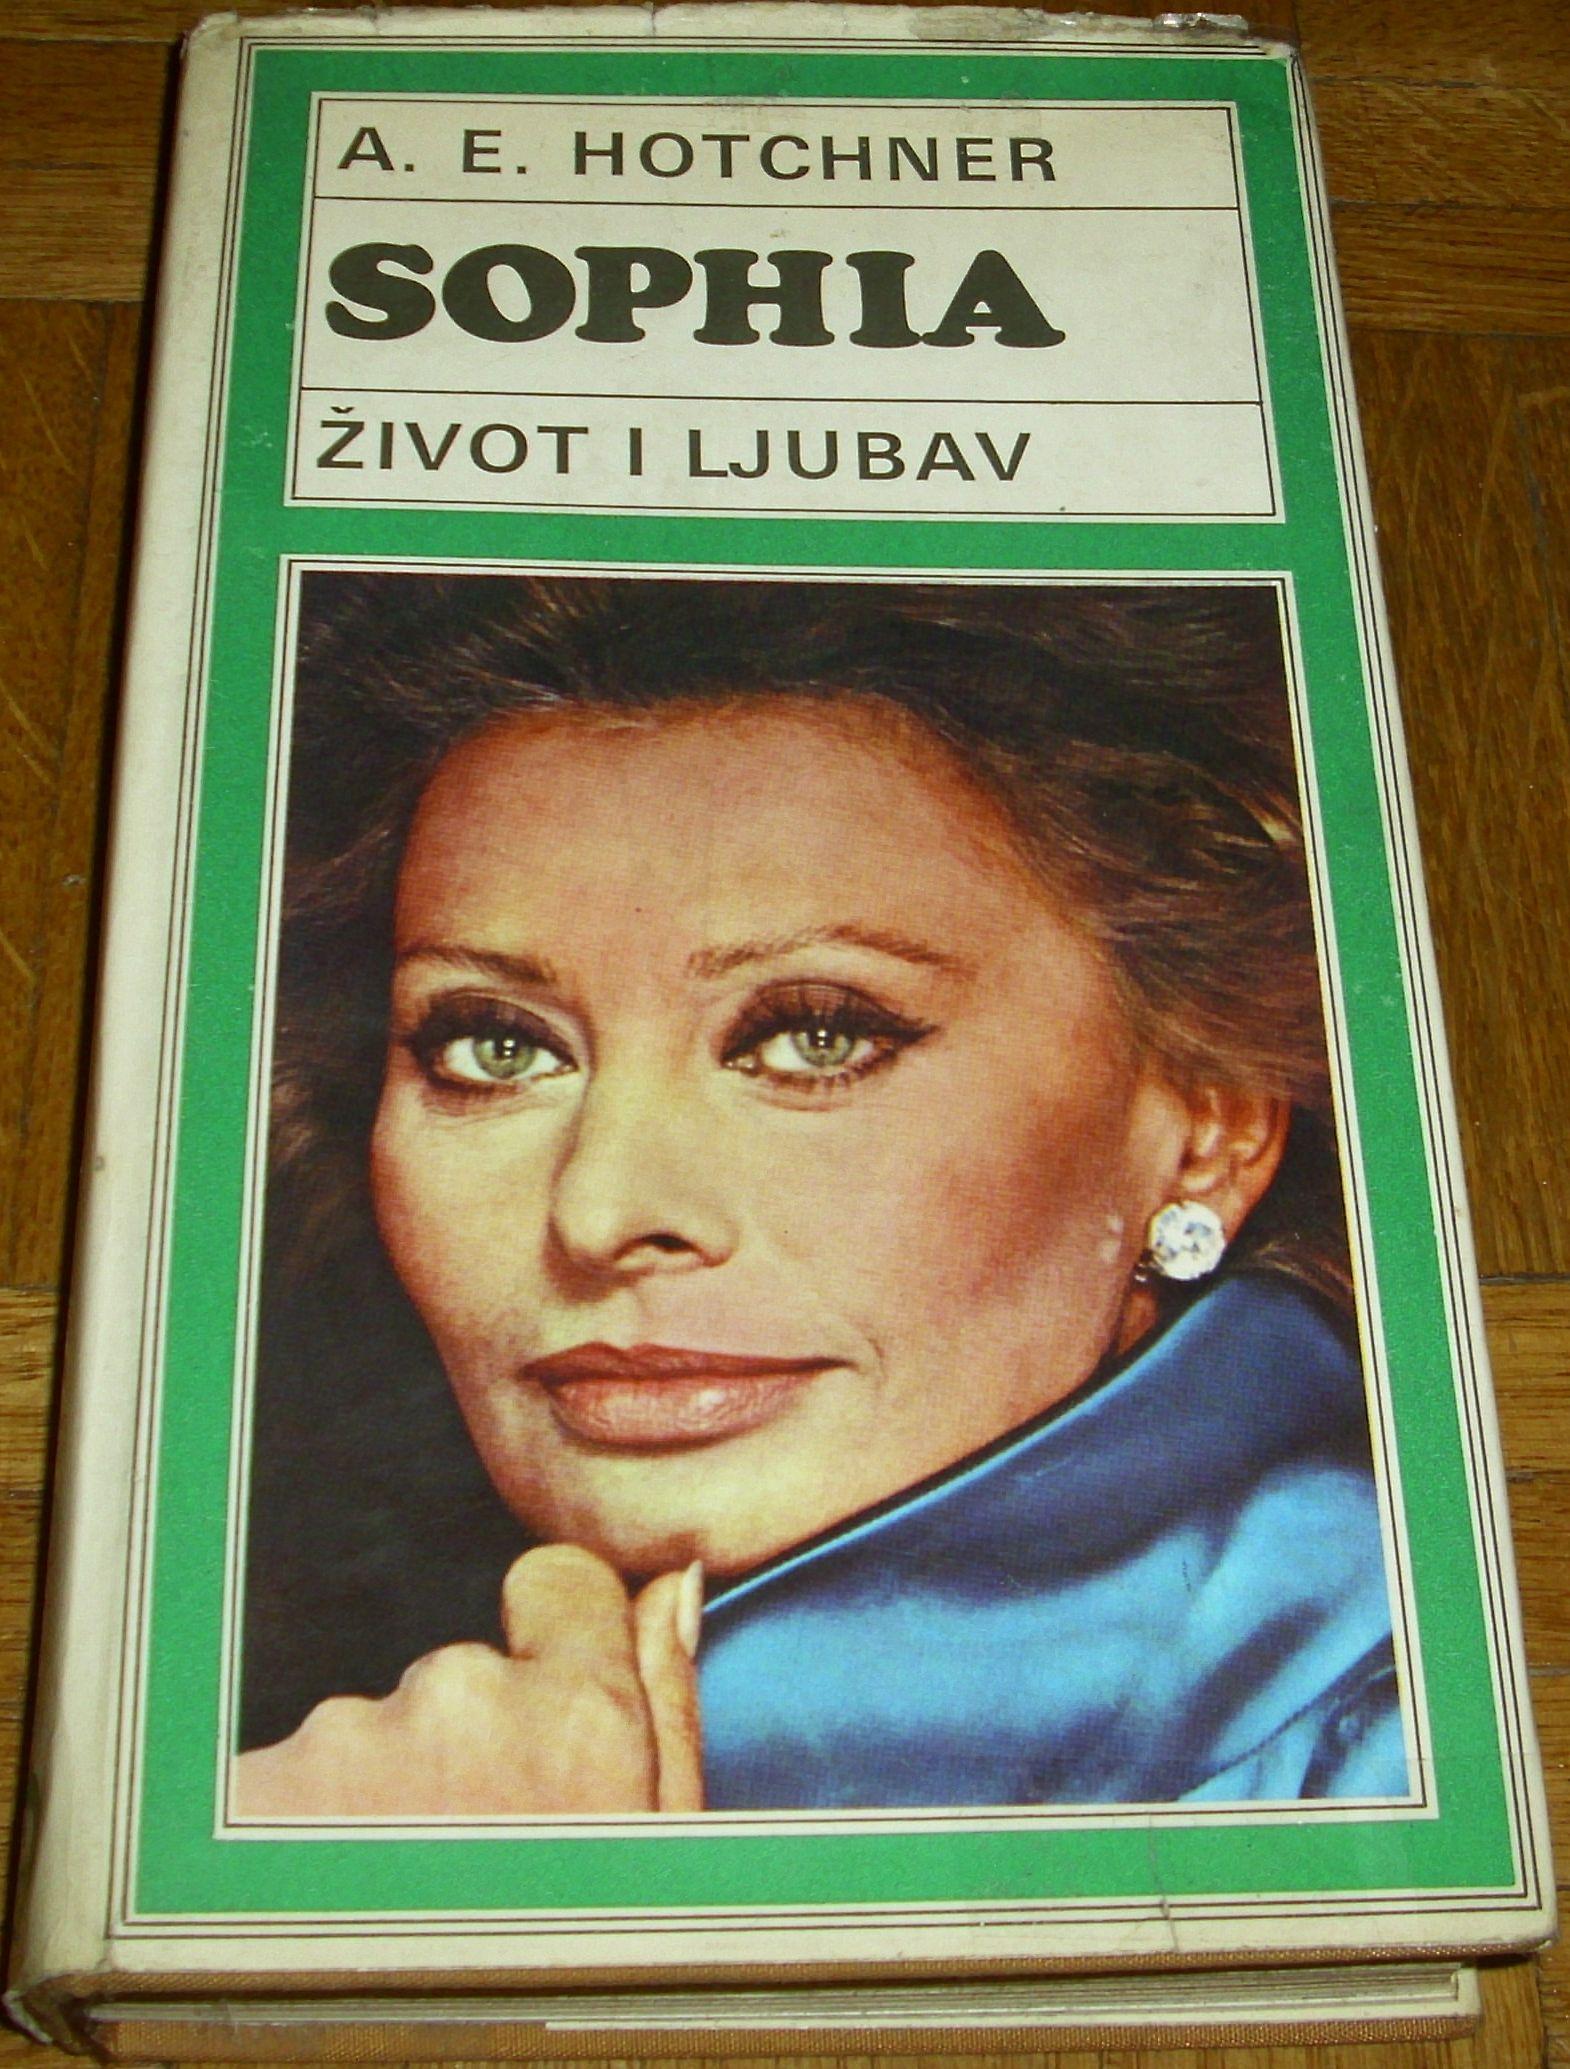 A. E. HOTCHNER
SOPHIA
ŽIVOT I LJUBAV